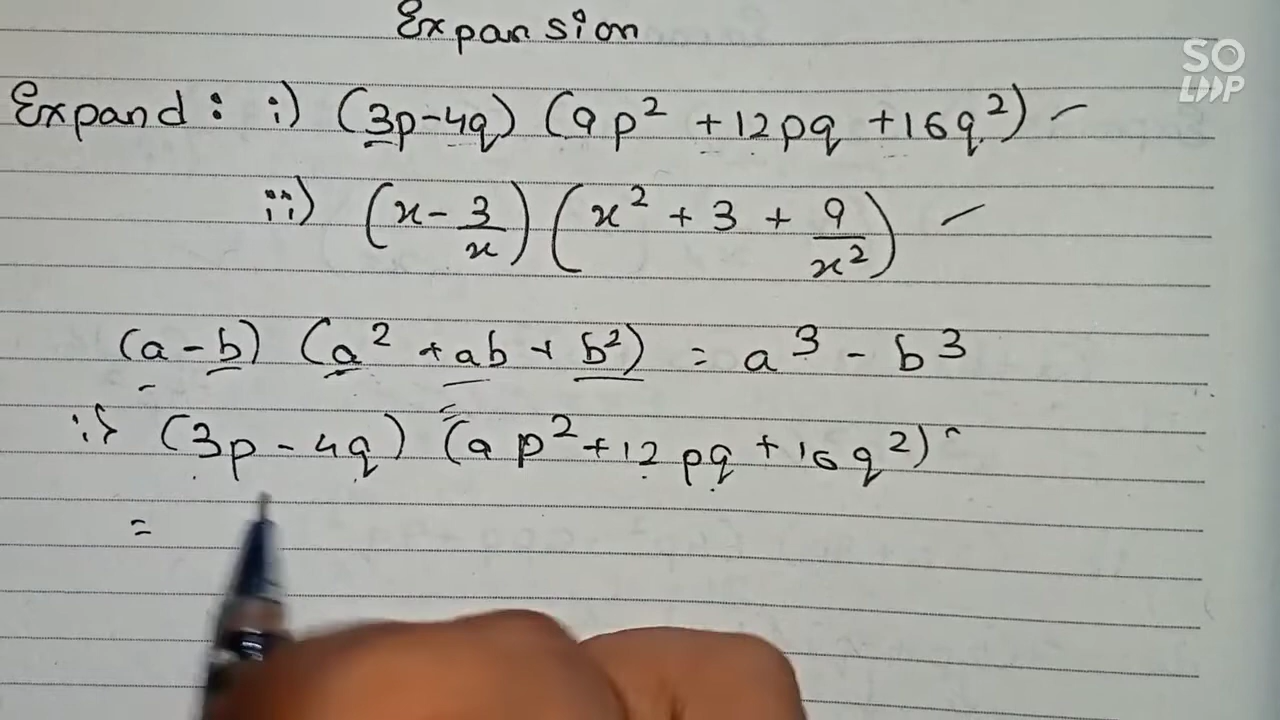 Expansion
SO LOOP
Expand : i) (3p-4q) (9p² +12pq +16q²)
ii) (x - 3/x) (x² + 3 + 9/x²)
(a - b) (a² + ab + b²) = a³ - b³
i) (3p - 4q) (9p² + 12pq + 16q²)
=